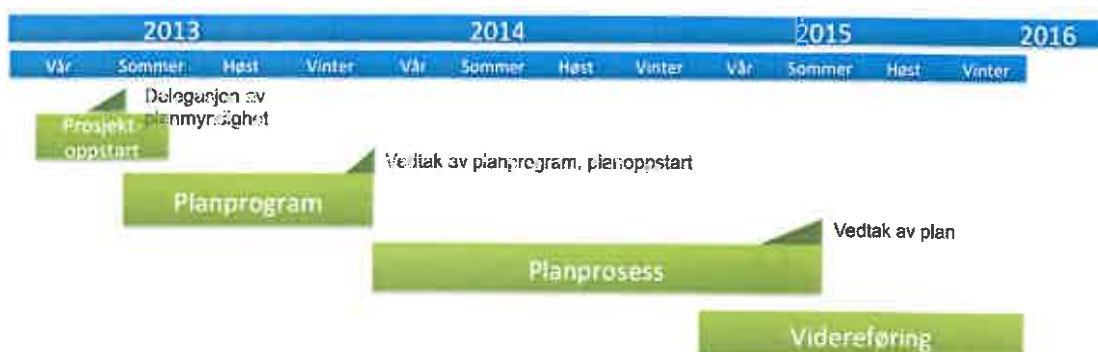 2013 2014 2015 2016
Vår Sommer Høst Vinter Vår Sommer Høst Vinter Vår Sommer Høst Vinter
Delegasjon av
planmyndighet
Prosjekt-
oppstart
Vedtak av planprogram, planoppstart
Planprogram
Vedtak av plan
Planprosess
Videreføring